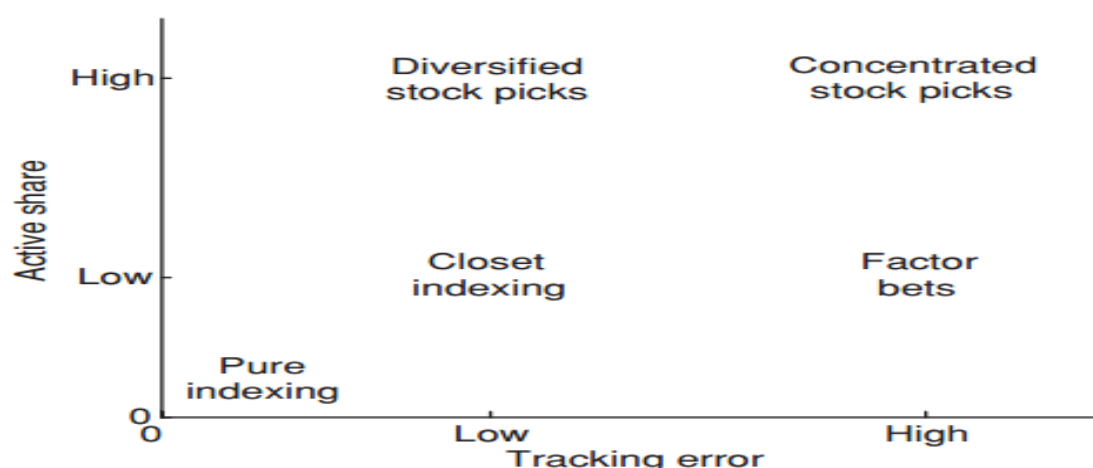 High
Diversified
stock picks
Concentrated
stock picks
Active share
Low
Closet
indexing
Factor
bets
Pure
indexing
0
0
Low
High
Tracking error